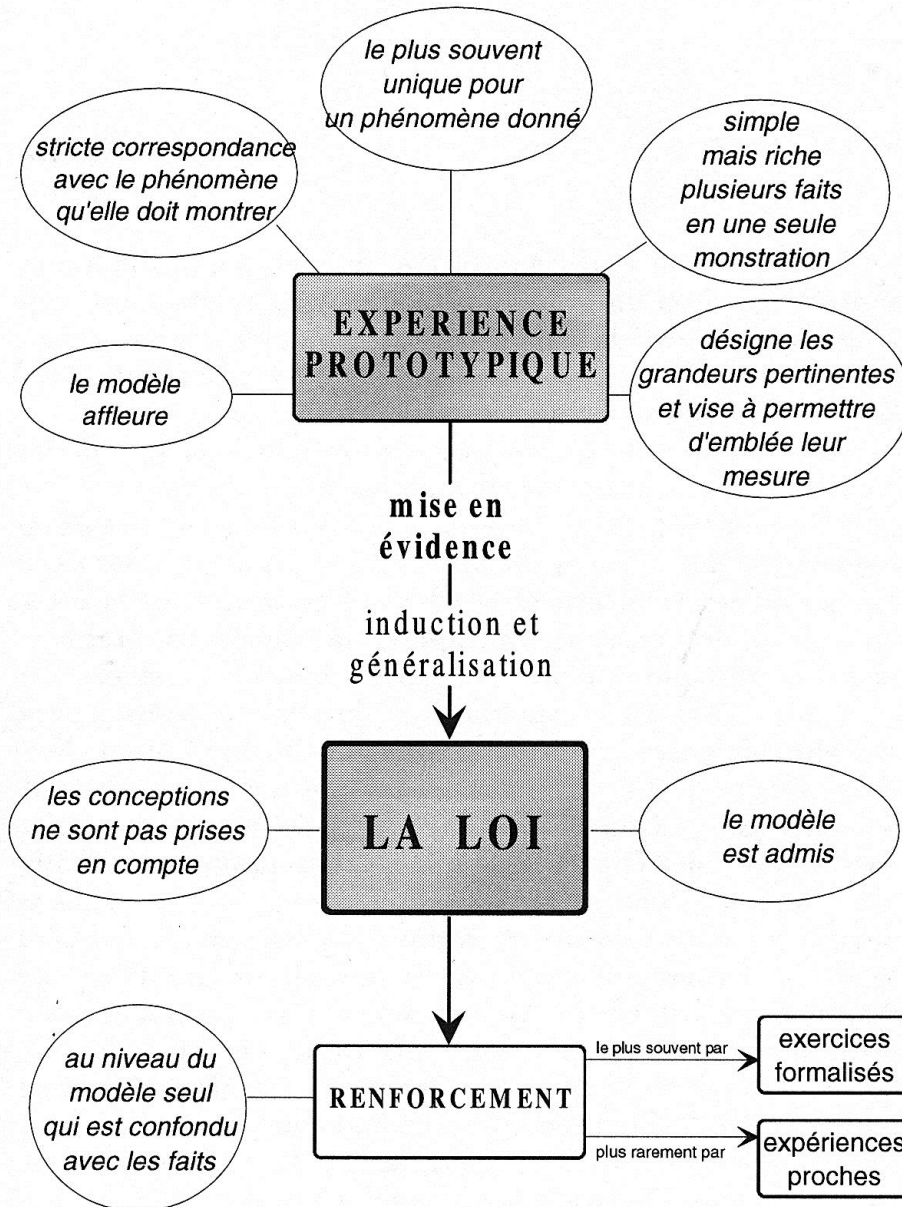 le plus souvent
unique pour
un phénomène donné
stricte correspondance
avec le phénomène
qu'elle doit montrer
simple
mais riche
plusieurs faits
en une seule
monstration
EXPERIENCE
PROTOTYPIQUE
le modèle
affleure
désigne les
grandeurs pertinentes
et vise à permettre
d'emblée leur
mesure
mise en
évidence
induction et
généralisation
les conceptions
ne sont pas prises
en compte
LA LOI
le modèle
est admis
au niveau du
modèle seul
qui est confondu
avec les faits
RENFORCEMENT
le plus souvent par
exercices
formalisés
plus rarement par
expériences
proches